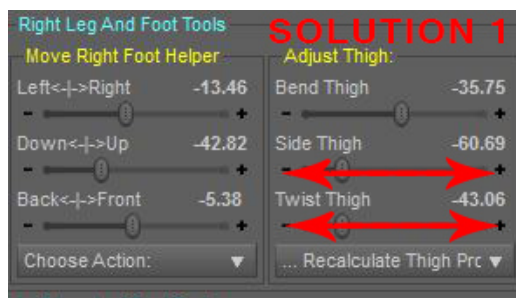 Right Leg And Foot Tools
SOLUTION 1
Move Right Foot Helper
Adjust Thigh:
Left<-|->Right -13.46
Bend Thigh -35.75
- +
- +
Down<-|->Up -42.82
Side Thigh -60.69
- +
- +
Back<-|->Front -5.38
Twist Thigh -43.06
- +
- +
Choose Action:
... Recalculate Thigh Prc